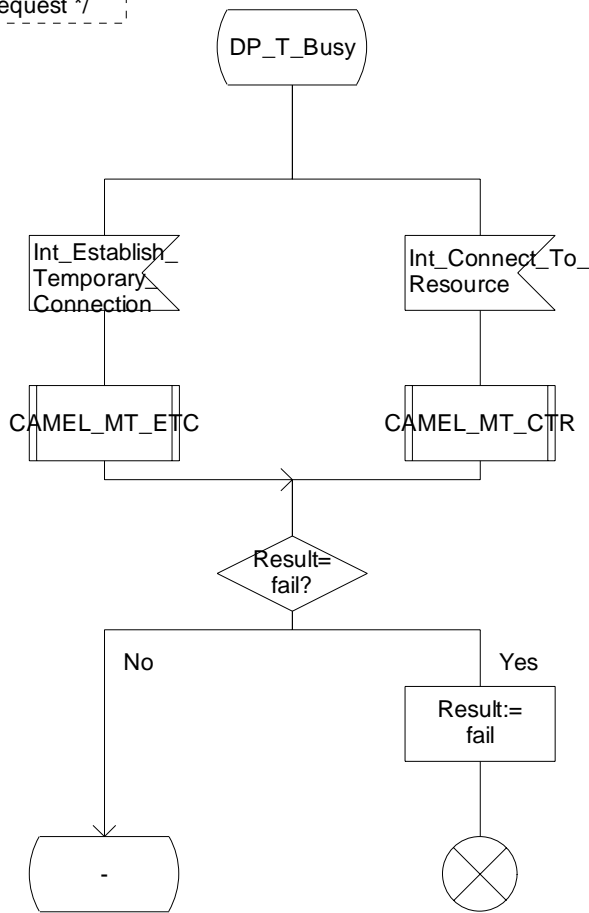 equest */
DP_T_Busy
Int_Establish_
Temporary_
Connection
Int_Connect_To_
Resource
CAMEL_MT_ETC
CAMEL_MT_CTR
Result=
fail?
No
Yes
Result:=
fail
-